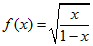 f(x) = √(x/(1−x))